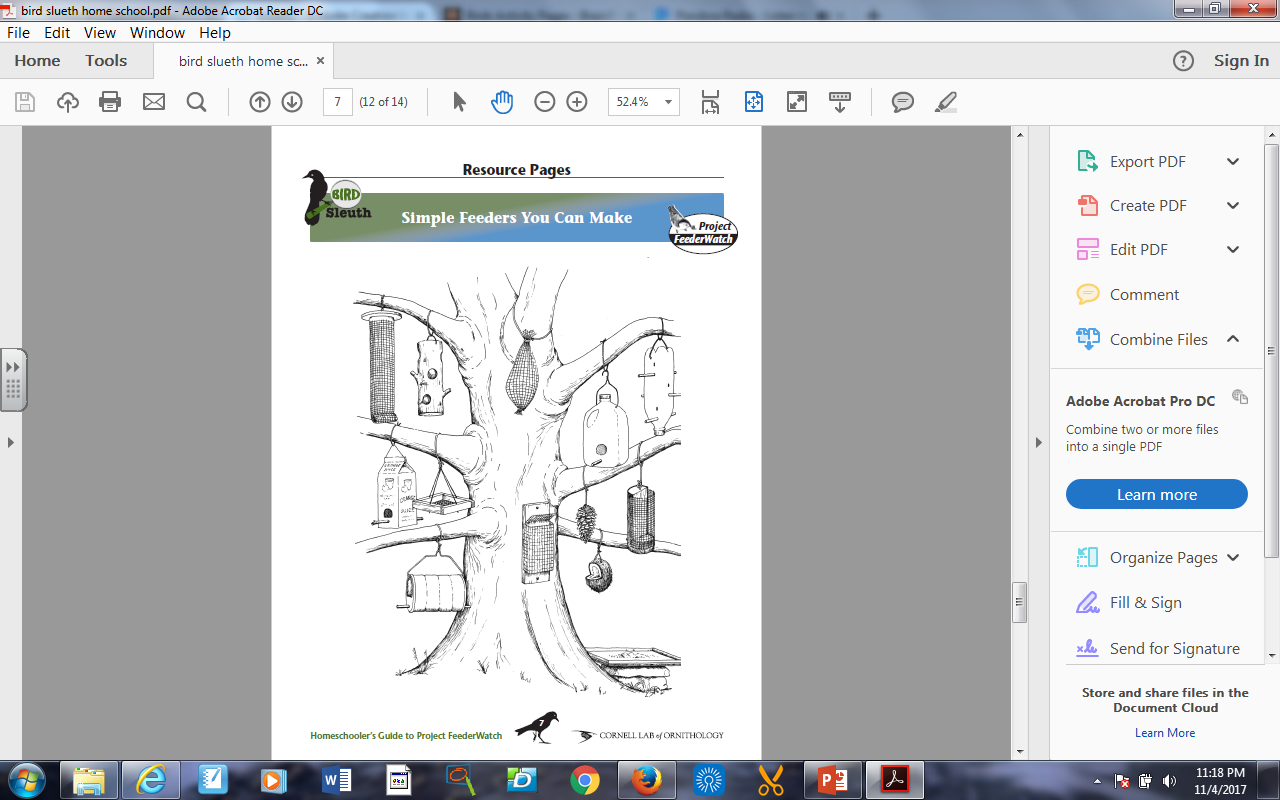 bird slueth home school.pdf - Adobe Acrobat Reader DC
File Edit View Window Help
Home Tools bird slueth home sc... × Sign In
7 (12 of 14) 52.4%
Resource Pages
BIRD
Sleuth
Simple Feeders You Can Make
Project
FeederWatch
ORANGE
7
Homeschooler's Guide to Project FeederWatch
CORNELL LAB of ORNITHOLOGY
Export PDF
Create PDF
Edit PDF
Comment
Combine Files
Adobe Acrobat Pro DC
Combine two or more files
into a single PDF
Learn more
Organize Pages
Fill & Sign
Send for Signature
Store and share files in the
Document Cloud
Learn More
11:18 PM
11/4/2017